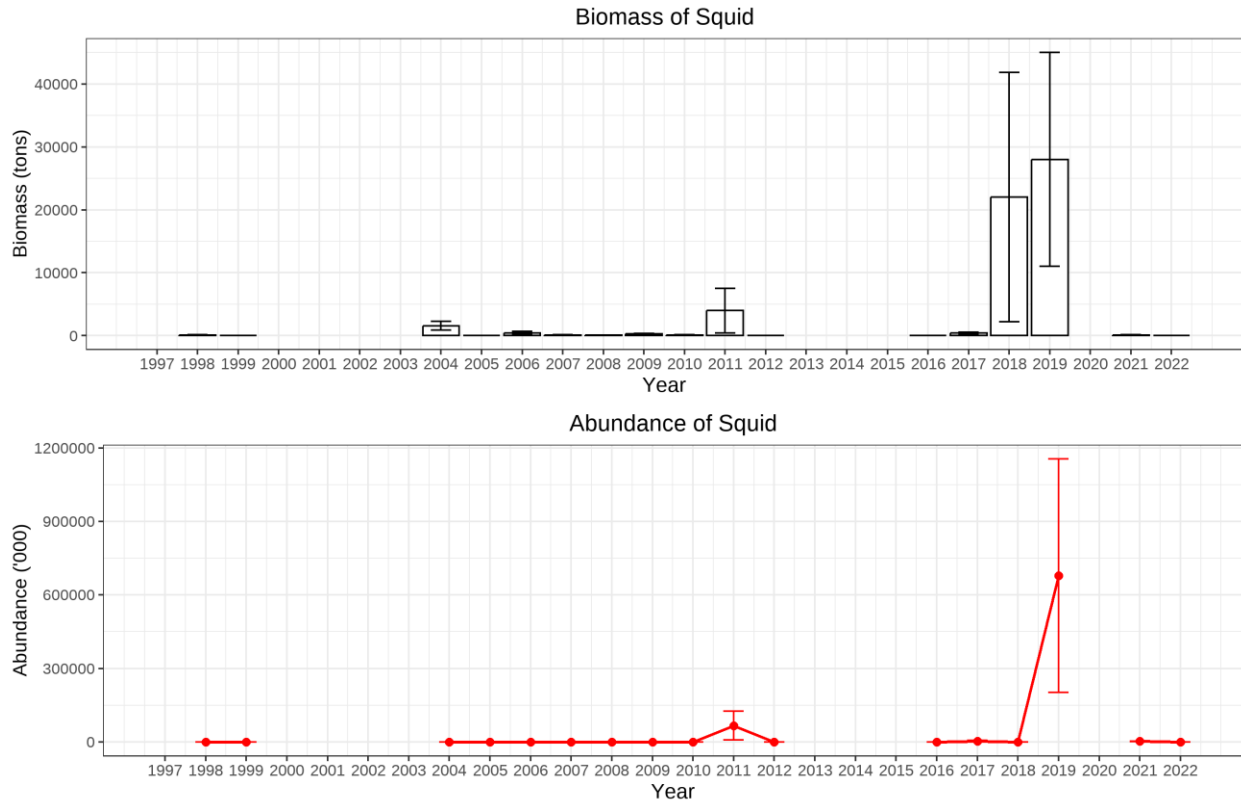 Biomass of Squid
40000
30000
20000
10000
0
Biomass (tons)
1997 1998 1999 2000 2001 2002 2003 2004 2005 2006 2007 2008 2009 2010 2011 2012 2013 2014 2015 2016 2017 2018 2019 2020 2021 2022
Year
Abundance of Squid
1200000
900000
600000
300000
0
Abundance ('000)
1997 1998 1999 2000 2001 2002 2003 2004 2005 2006 2007 2008 2009 2010 2011 2012 2013 2014 2015 2016 2017 2018 2019 2020 2021 2022
Year